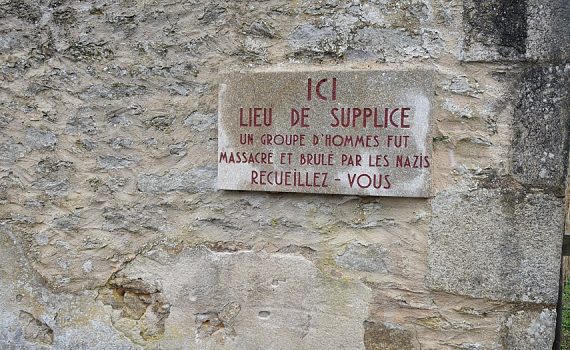 ICI
LIEU DE SUPPLICE
UN GROUPE D'HOMMES FUT
MASSACRÉ ET BRULÉ PAR LES NAZIS
RECUEILLEZ - VOUS